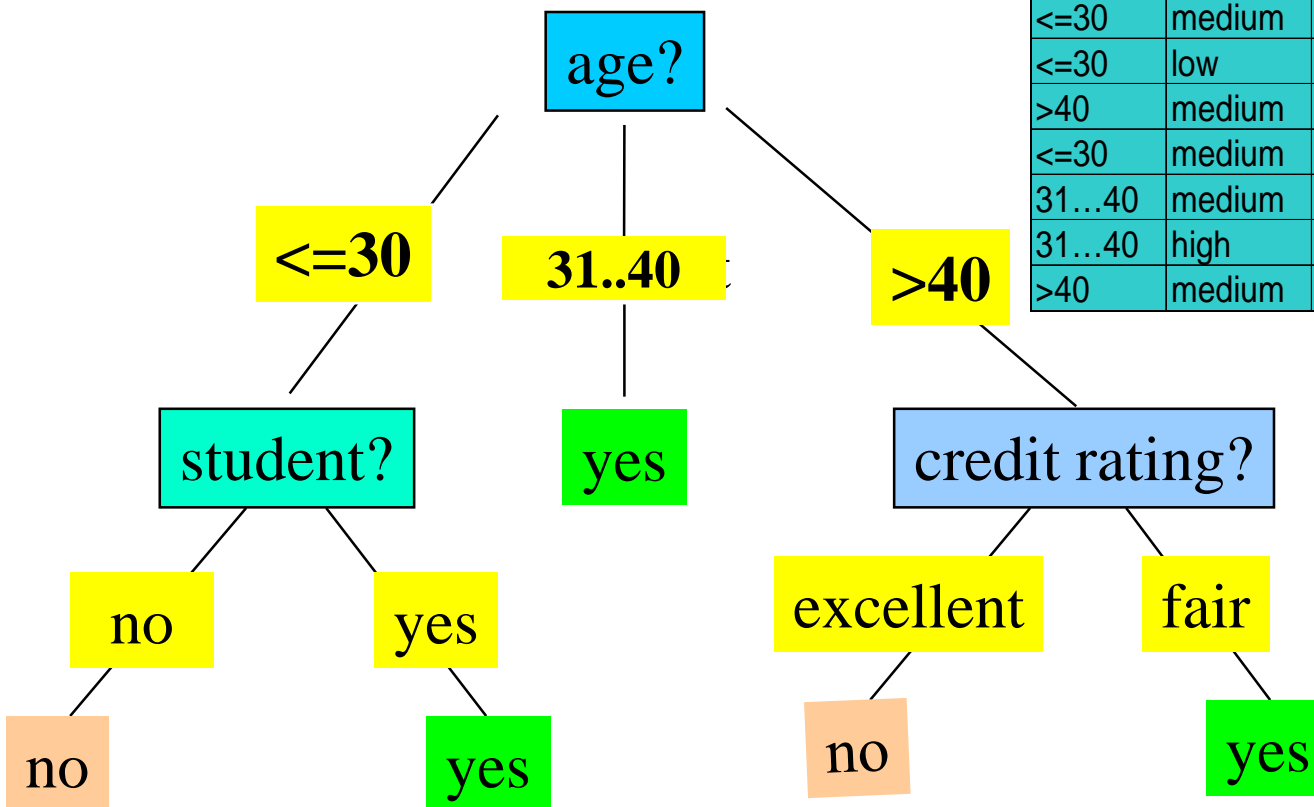 age?
<=30 medium
<=30 low
>40 medium
<=30 medium
31…40 medium
31…40 high
>40 medium
<=30
31..40
>40
student?
yes
credit rating?
no
yes
excellent
fair
no
yes
no
yes